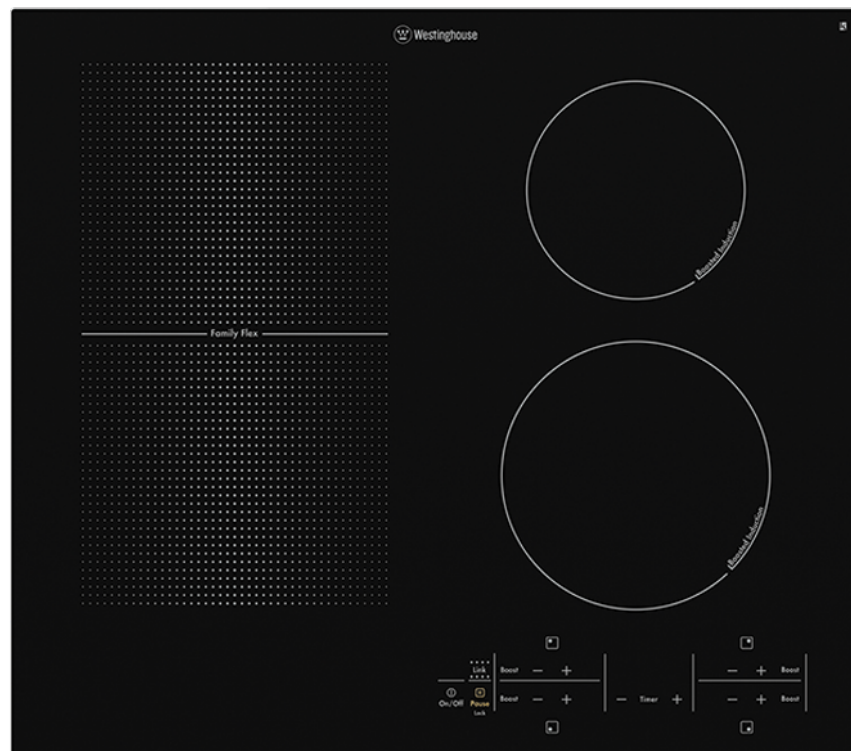 Westinghouse
Boosted Induction
Family Flex
Boosted Induction
Link Boost − + − + Boost
On/Off Pause Boost − + − Timer + − + Boost
Lock